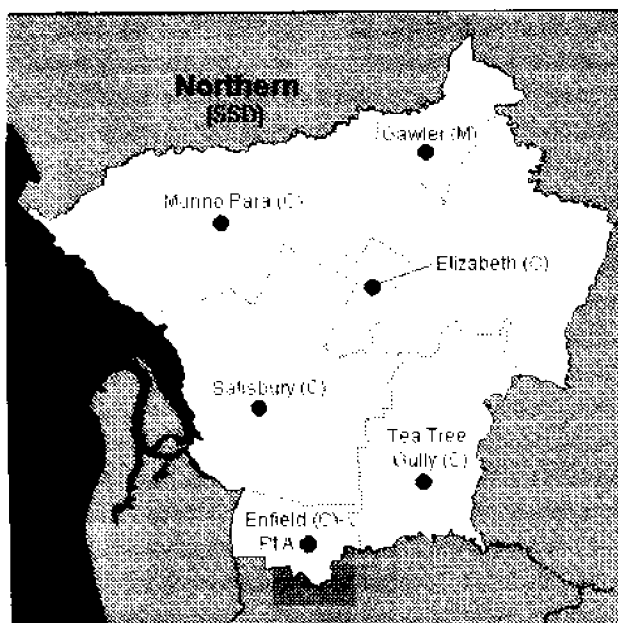 Northern
(SSD)
Gawler (M)
Munno Para (C)
Elizabeth (C)
Salisbury (C)
Tea Tree
Gully (C)
Enfield (C)-
Pt A